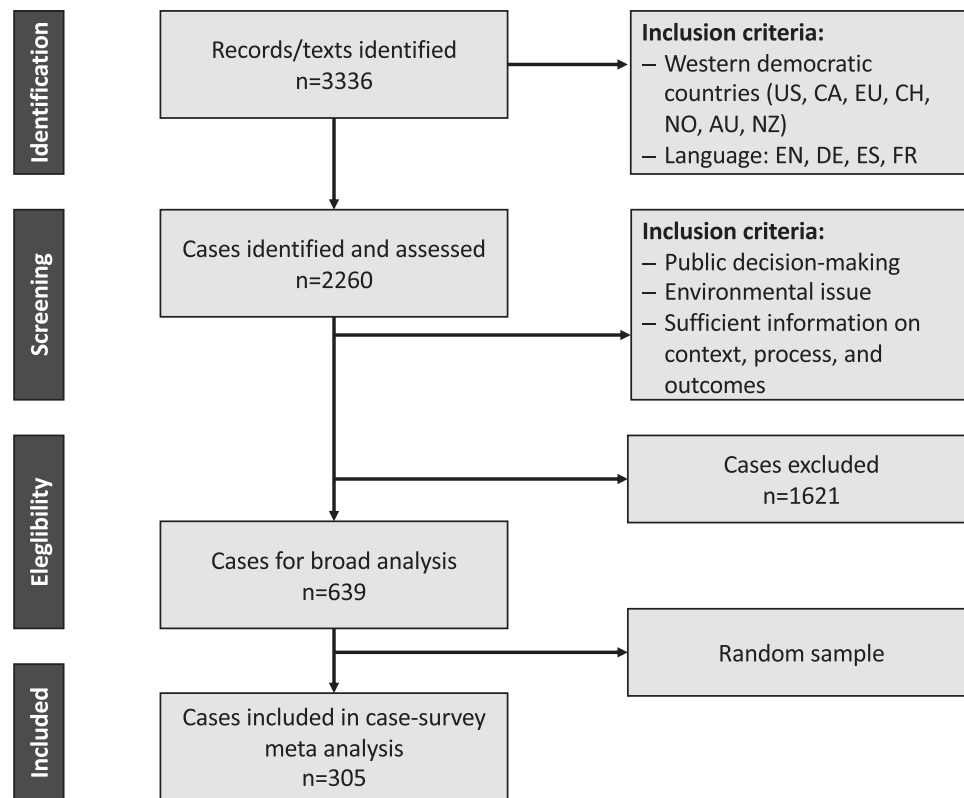 Identification
Records/texts identified
n=3336
Inclusion criteria:
– Western democratic
countries (US, CA, EU, CH,
NO, AU, NZ)
– Language: EN, DE, ES, FR
Screening
Cases identified and assessed
n=2260
Inclusion criteria:
– Public decision-making
– Environmental issue
– Sufficient information on
context, process, and
outcomes
Eleglibility
Cases excluded
n=1621
Cases for broad analysis
n=639
Random sample
Included
Cases included in case-survey
meta analysis
n=305